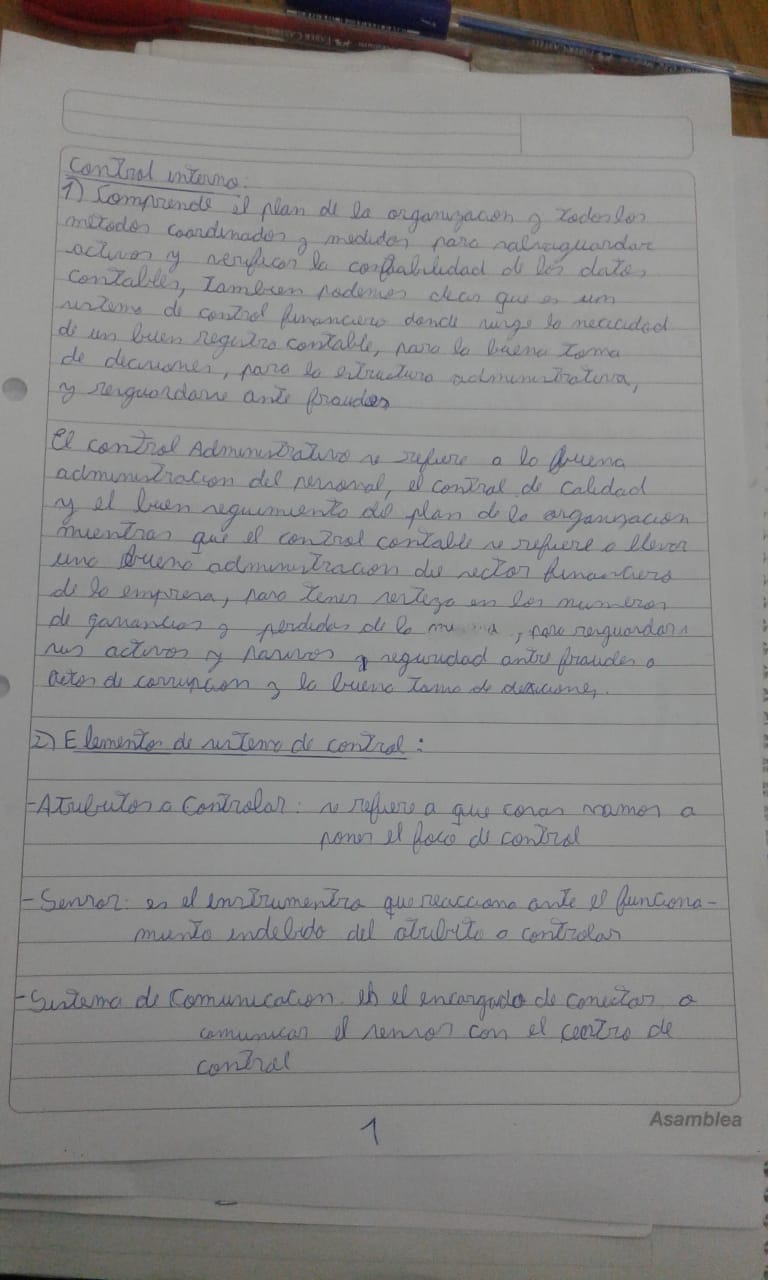 Control interno:
1) Comprende el plan de la organizacion y todos los
metodos coordinados y medidos para salvaguardar
activos y verificar la confiabilidad de los datos
contables, tambien podemos decir que es um
sistema de control financiero donde surge la necicidad
de un buen registro contable, para la buena toma
de decisiones, para la estructura administrativa,
y resguardarse ante fraudes
El control Administrativo se refiere a la buena
administracion del personal, el control de calidad
y el buen seguimiento del plan de la organizacion
mientras que el control contable se refiere a llevar
una buena administracion del sector financiero
de la empresa, para tener certeza en los numeros
de ganancias y perdidas de la , para resguardar
sus activos y pasivos y seguridad ante fraudes o
actos de corrupcion y la buena toma de decisiones.
2) Elementos de sistema de control:
-Atributos a Controlar: se refiere a que cosas vamos a
poner el foco de control
-Sensor: es el instrumento que reacciona ante el funciona-
miento indebido del atributo a controlar
-Sistema de Comunicacion es el encargado de conectar o
comunicar el sensor con el centro de
control
Asamblea
1